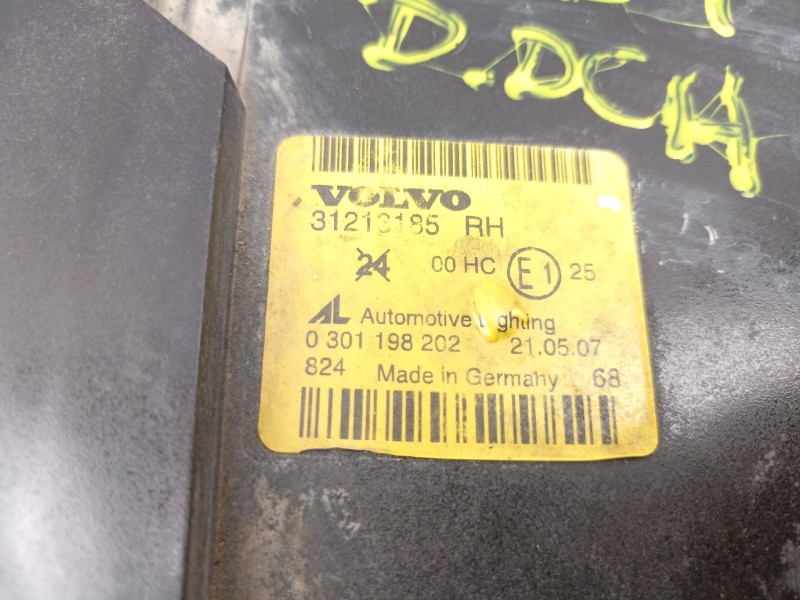 D.DCH
VOLVO
31213185 RH
24 00 HC E1 25
AL Automotive Lighting
0 301 198 202 21.05.07
824 Made in Germany 68